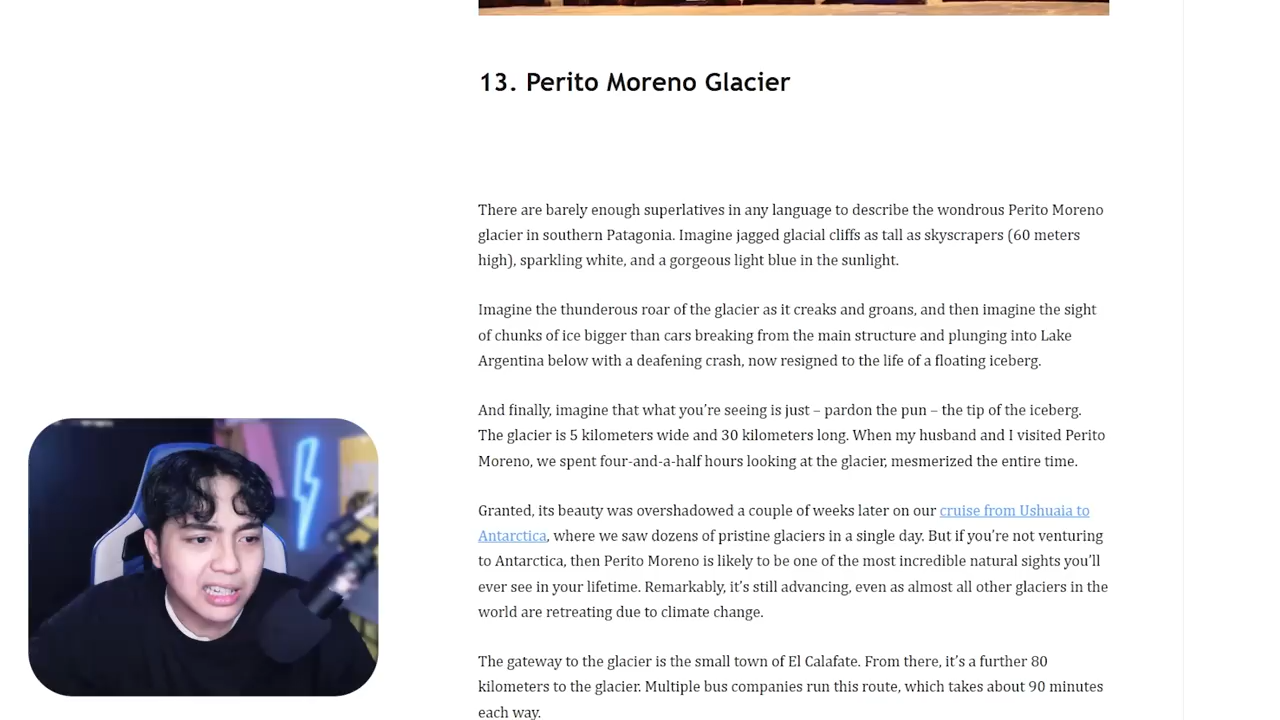 13. Perito Moreno Glacier
There are barely enough superlatives in any language to describe the wondrous Perito Moreno
glacier in southern Patagonia. Imagine jagged glacial cliffs as tall as skyscrapers (60 meters
high), sparkling white, and a gorgeous light blue in the sunlight.
Imagine the thunderous roar of the glacier as it creaks and groans, and then imagine the sight
of chunks of ice bigger than cars breaking from the main structure and plunging into Lake
Argentina below with a deafening crash, now resigned to the life of a floating iceberg.
And finally, imagine that what you’re seeing is just – pardon the pun – the tip of the iceberg.
The glacier is 5 kilometers wide and 30 kilometers long. When my husband and I visited Perito
Moreno, we spent four-and-a-half hours looking at the glacier, mesmerized the entire time.
Granted, its beauty was overshadowed a couple of weeks later on our cruise from Ushuaia to
Antarctica, where we saw dozens of pristine glaciers in a single day. But if you’re not venturing
to Antarctica, then Perito Moreno is likely to be one of the most incredible natural sights you’ll
ever see in your lifetime. Remarkably, it’s still advancing, even as almost all other glaciers in the
world are retreating due to climate change.
The gateway to the glacier is the small town of El Calafate. From there, it’s a further 80
kilometers to the glacier. Multiple bus companies run this route, which takes about 90 minutes
each way.